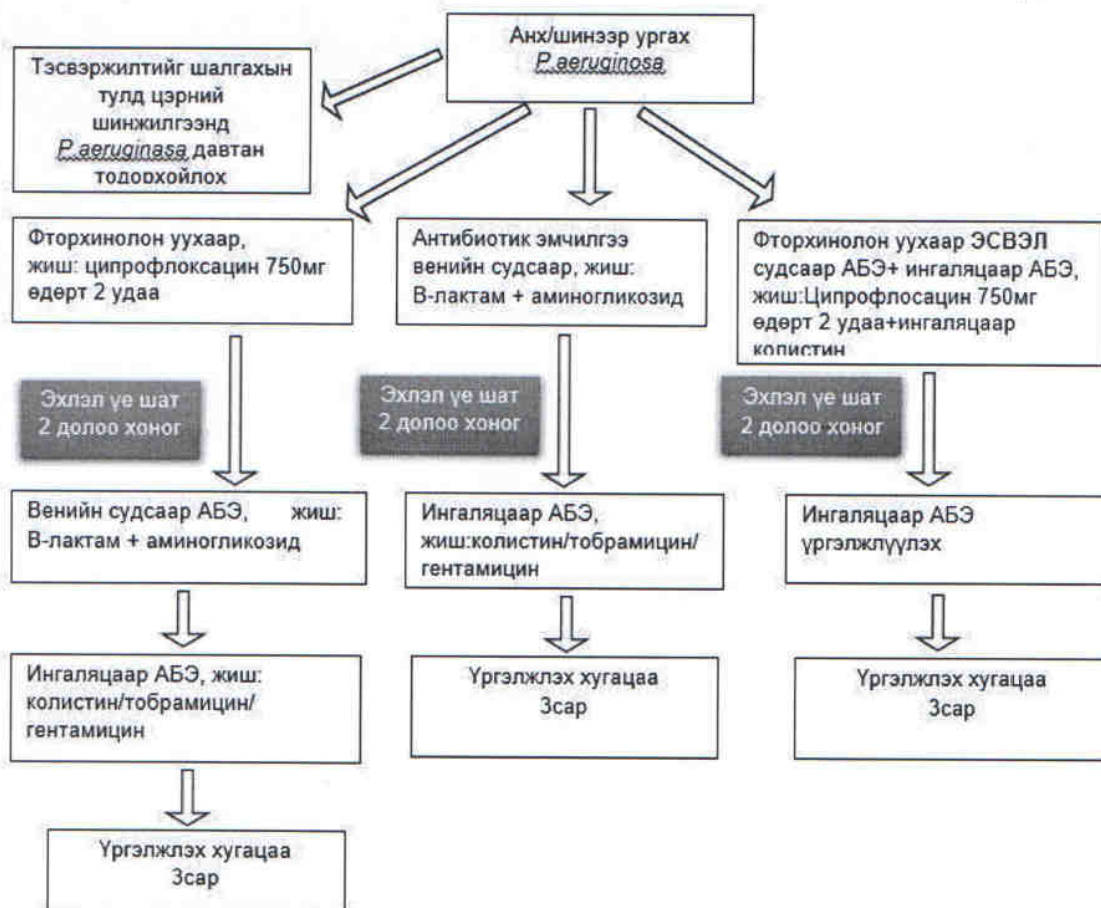 Анх/шинээр ургах
P.aeruginosa
Тэсвэржилтийг шалгахын
тулд цэрний
шинжилгээнд
P.aeruginasa давтан
тодорхойлох
Фторхинолон уухаар,
жиш: ципрофлоксацин 750мг
өдөрт 2 удаа
Антибиотик эмчилгээ
венийн судсаар, жиш:
В-лактам + аминогликозид
Фторхинолон уухаар ЭСВЭЛ
судсаар АБЭ+ ингаляцаар АБЭ,
жиш:Ципрофлосацин 750мг
өдөрт 2 удаа+ингаляцаар
колистин
Эхлэл үе шат
2 долоо хоног
Эхлэл үе шат
2 долоо хоног
Эхлэл үе шат
2 долоо хоног
Венийн судсаар АБЭ, жиш:
В-лактам + аминогликозид
Ингаляцаар АБЭ,
жиш:колистин/тобрамицин/
гентамицин
Ингаляцаар АБЭ
үргэлжлүүлэх
Ингаляцаар АБЭ, жиш:
колистин/тобрамицин/
гентамицин
Үргэлжлэх хугацаа
3сар
Үргэлжлэх хугацаа
3сар
Үргэлжлэх хугацаа
3сар